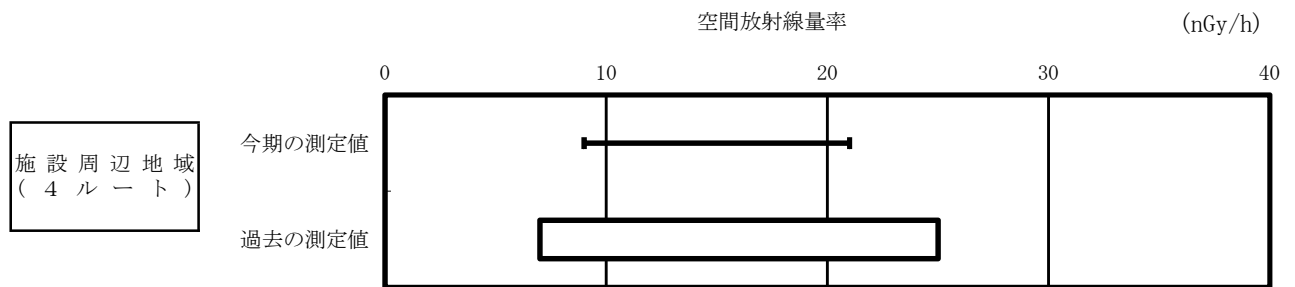 空間放射線量率 (nGy/h)
0 10 20 30 40
施設周辺地域
(4ルート)
今期の測定値
過去の測定値